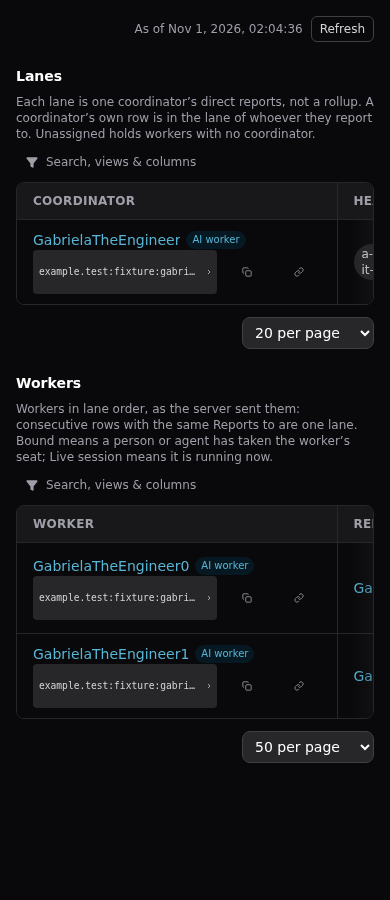 As of Nov 1, 2026, 02:04:36 Refresh
Lanes
Each lane is one coordinator’s direct reports, not a rollup. A
coordinator’s own row is in the lane of whoever they report
to. Unassigned holds workers with no coordinator.
Search, views & columns
COORDINATOR HEA
GabrielaTheEngineer AI worker
example.test:fixture:gabri… › a-
it-
20 per page
Workers
Workers in lane order, as the server sent them:
consecutive rows with the same Reports to are one lane.
Bound means a person or agent has taken the worker’s
seat; Live session means it is running now.
Search, views & columns
WORKER REI
GabrielaTheEngineer0 AI worker
example.test:fixture:gabri… › Ga
GabrielaTheEngineer1 AI worker
example.test:fixture:gabri… › Ga
50 per page